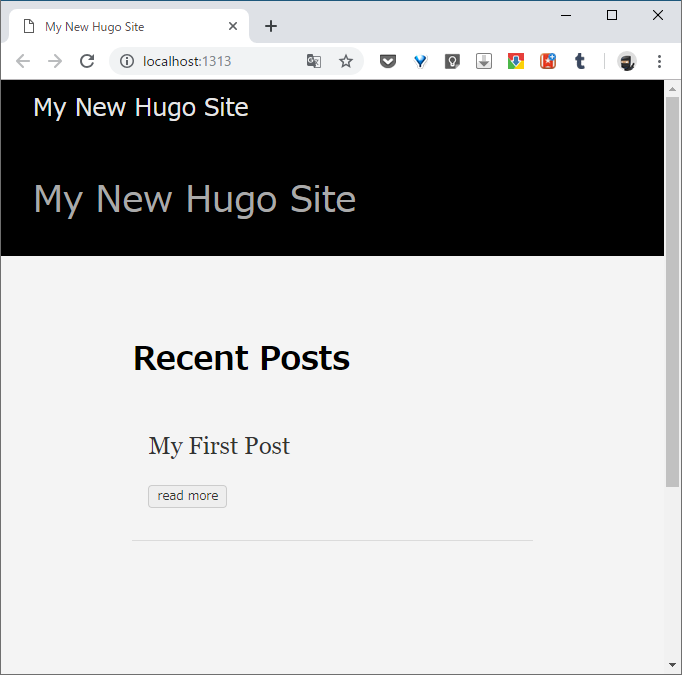 My New Hugo Site
localhost:1313
My New Hugo Site
My New Hugo Site
Recent Posts
My First Post
read more